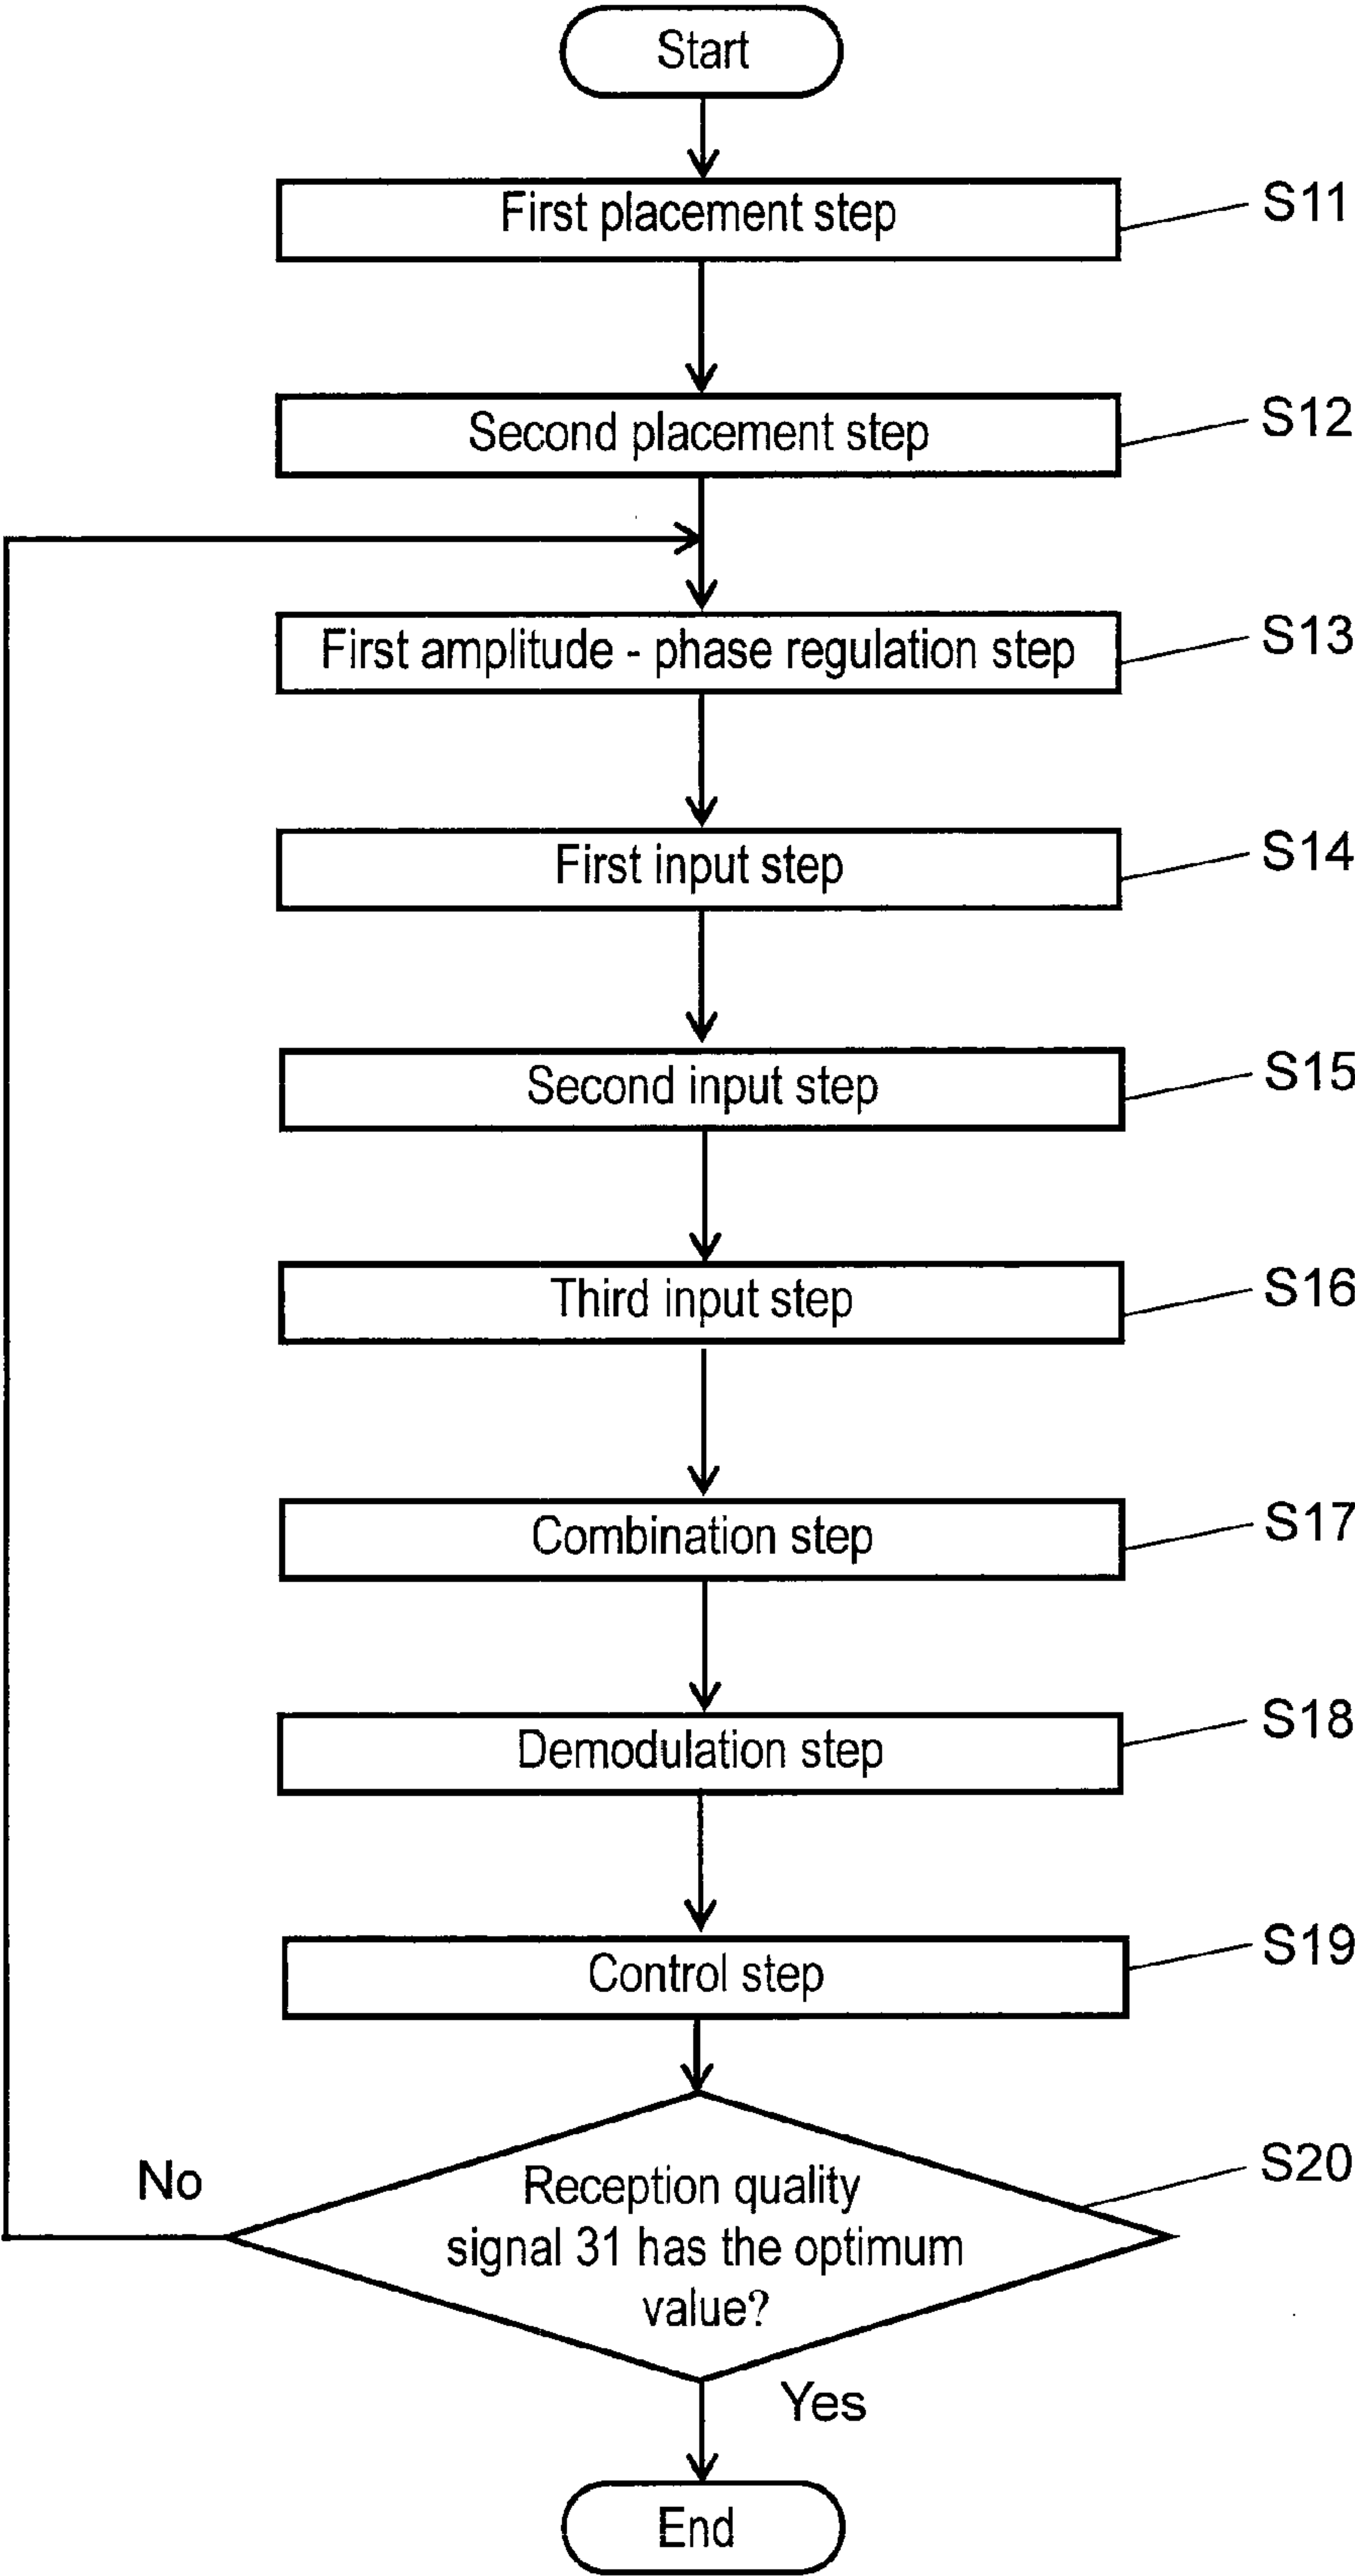 Start
First placement step
S11
Second placement step
S12
First amplitude - phase regulation step
S13
First input step
S14
Second input step
S15
Third input step
S16
Combination step
S17
Demodulation step
S18
Control step
S19
No
Reception quality
signal 31 has the optimum
value?
S20
Yes
End